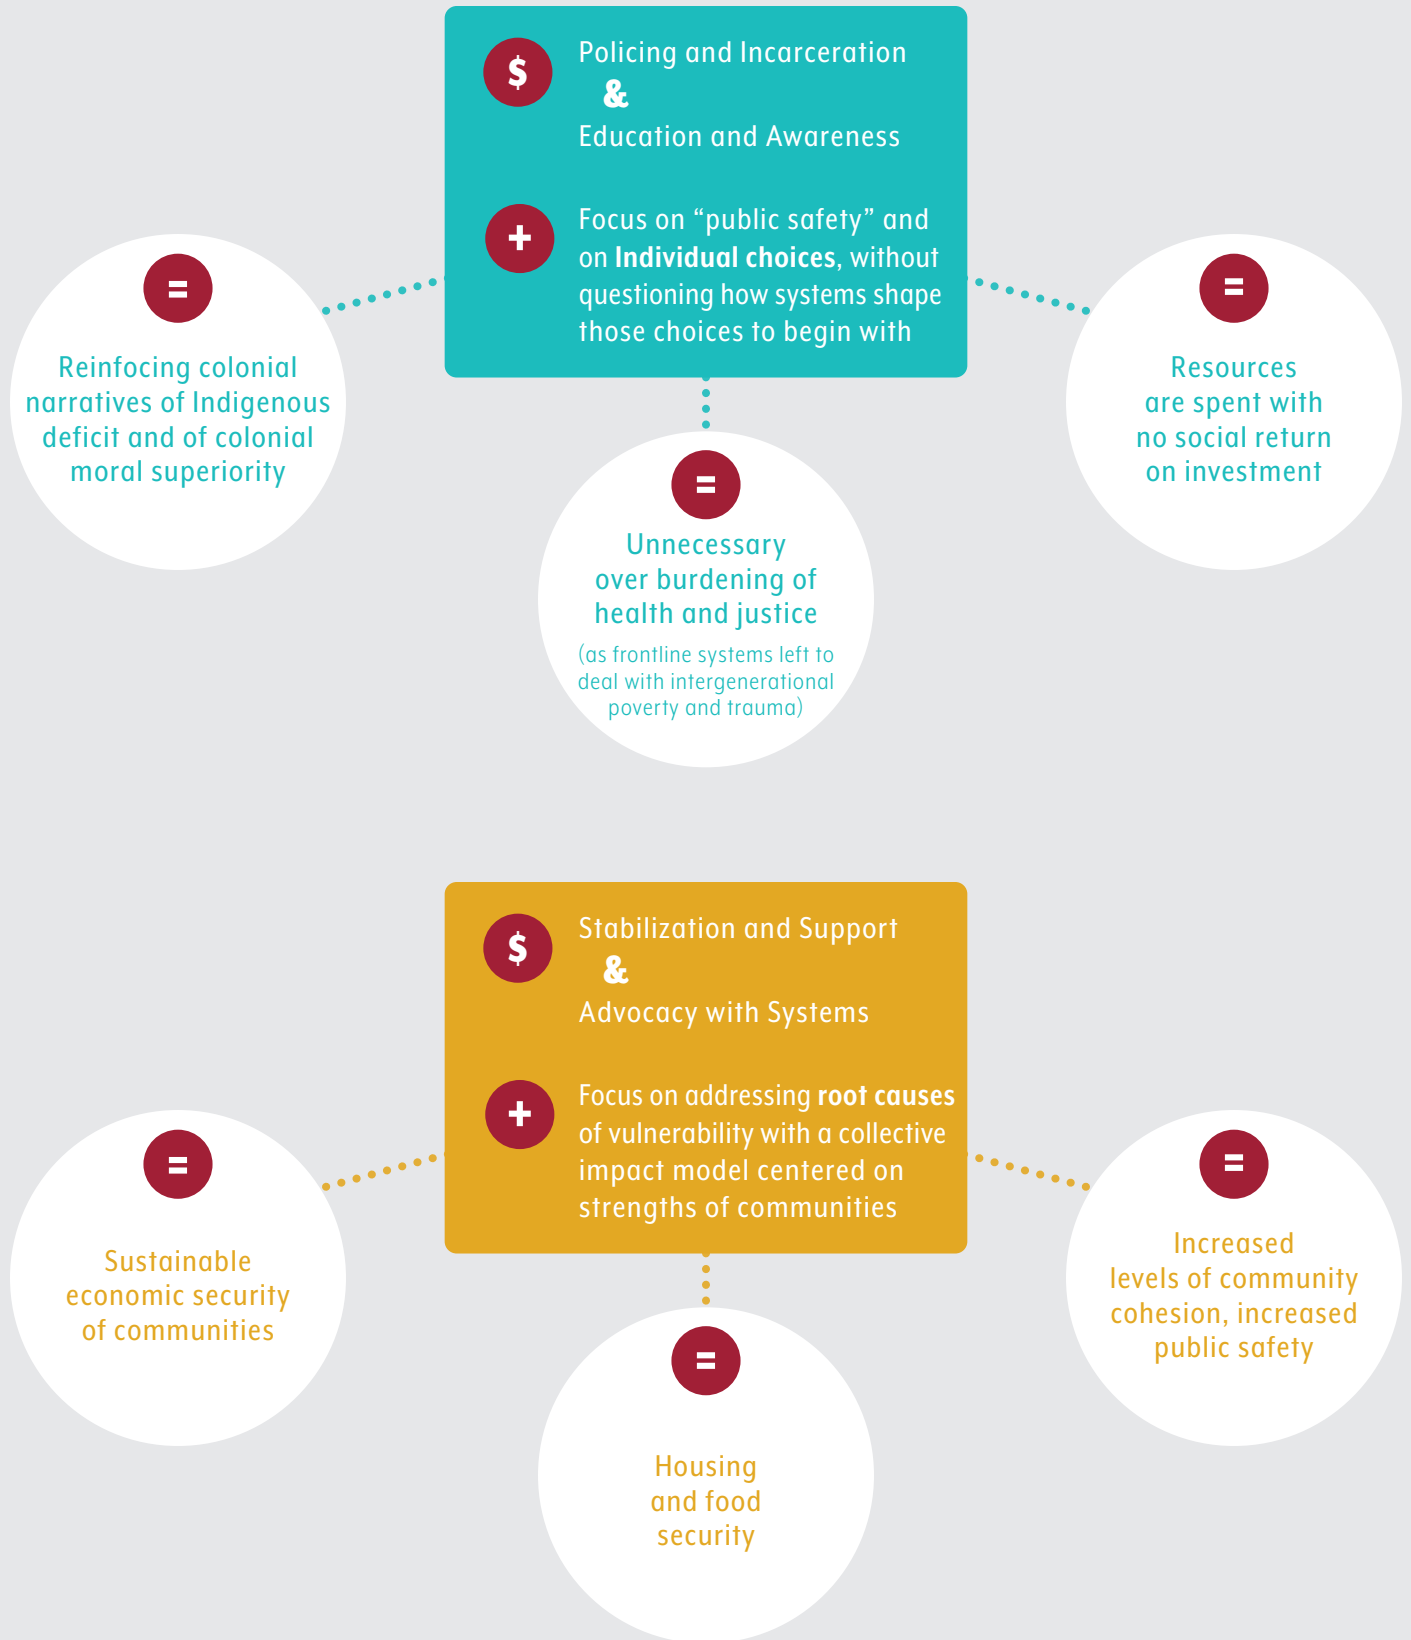 $
Policing and Incarceration
&
Education and Awareness
+
Focus on “public safety” and
on Individual choices, without
questioning how systems shape
those choices to begin with
=
Reinfocing colonial
narratives of Indigenous
deficit and of colonial
moral superiority
=
Unnecessary
over burdening of
health and justice
(as frontline systems left to
deal with intergenerational
poverty and trauma)
=
Resources
are spent with
no social return
on investment
$
Stabilization and Support
&
Advocacy with Systems
+
Focus on addressing root causes
of vulnerability with a collective
impact model centered on
strengths of communities
=
Sustainable
economic security
of communities
=
Housing
and food
security
=
Increased
levels of community
cohesion, increased
public safety